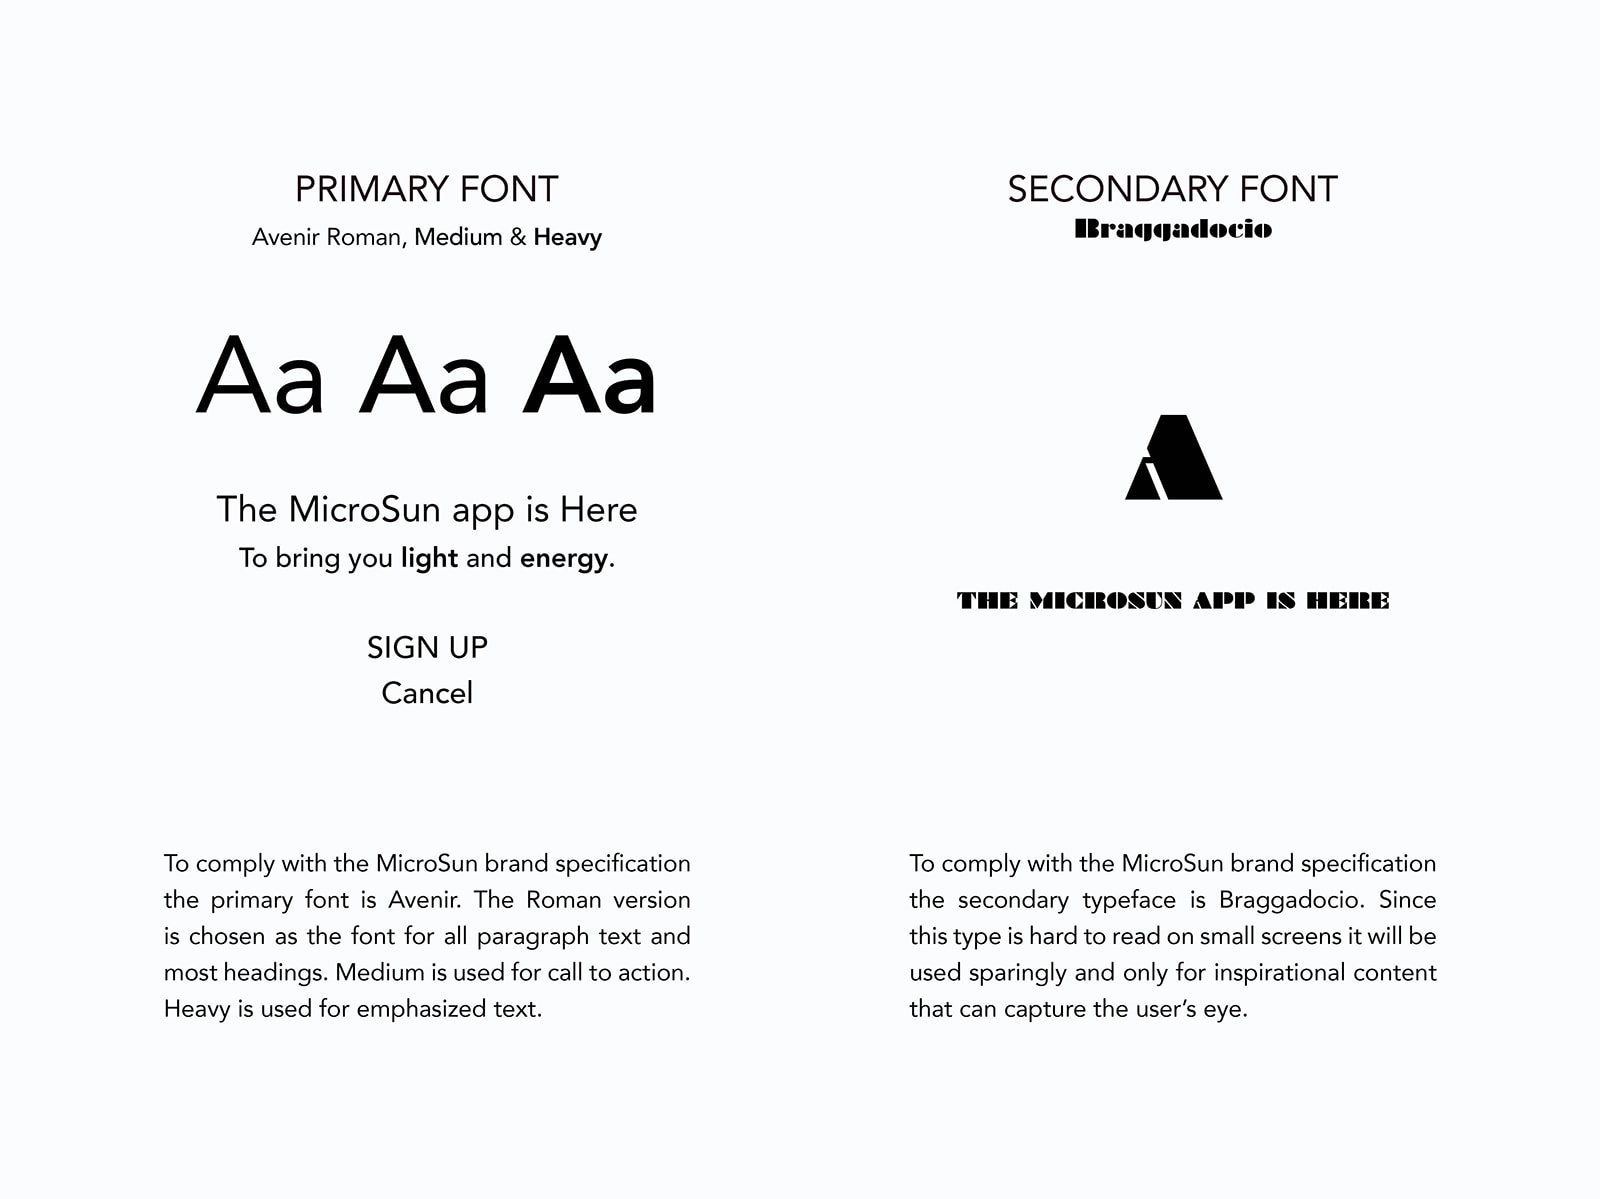 PRIMARY FONT
Avenir Roman, Medium & Heavy
Aa Aa Aa
The MicroSun app is Here
To bring you light and energy.
SIGN UP
Cancel
To comply with the MicroSun brand specification
the primary font is Avenir. The Roman version
is chosen as the font for all paragraph text and
most headings. Medium is used for call to action.
Heavy is used for emphasized text.
SECONDARY FONT
Braggadocio
A
THE MICROSUN APP IS HERE
To comply with the MicroSun brand specification
the secondary typeface is Braggadocio. Since
this type is hard to read on small screens it will be
used sparingly and only for inspirational content
that can capture the user’s eye.